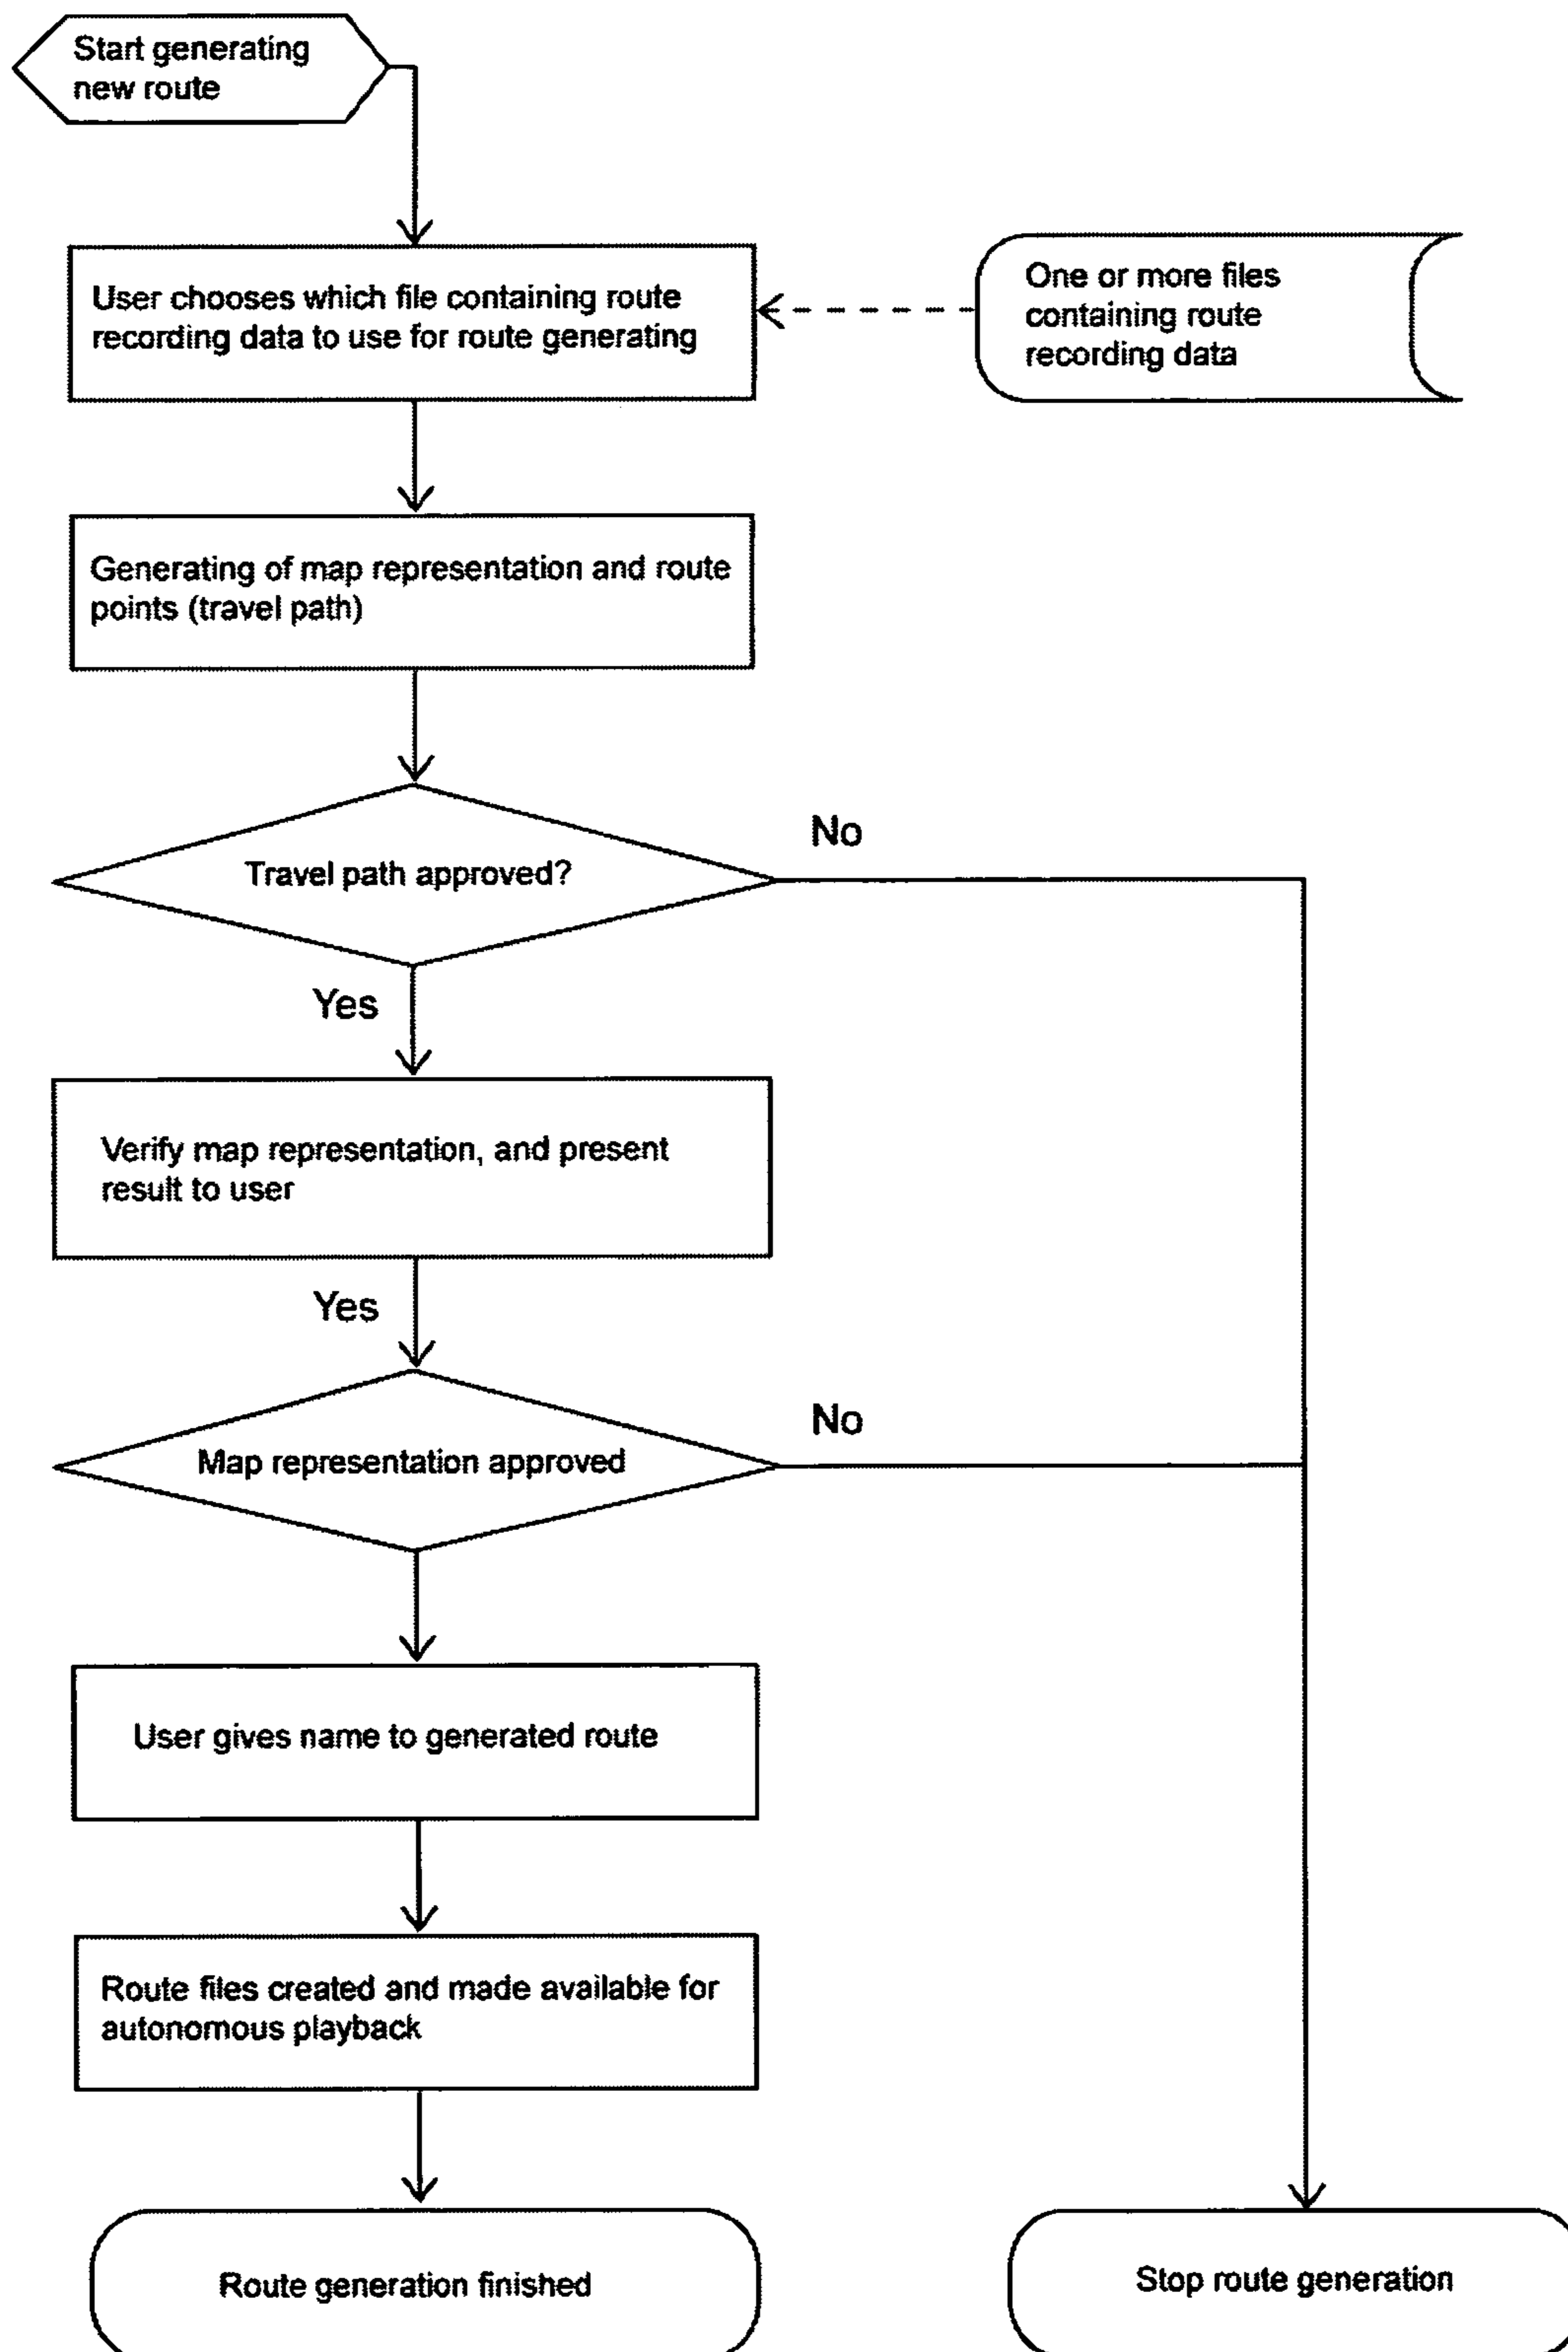 Start generating
new route
User chooses which file containing route
recording data to use for route generating
One or more files
containing route
recording data
Generating of map representation and route
points (travel path)
Travel path approved?
No
Yes
Verify map representation, and present
result to user
Yes
Map representation approved
No
User gives name to generated route
Route files created and made available for
autonomous playback
Route generation finished
Stop route generation